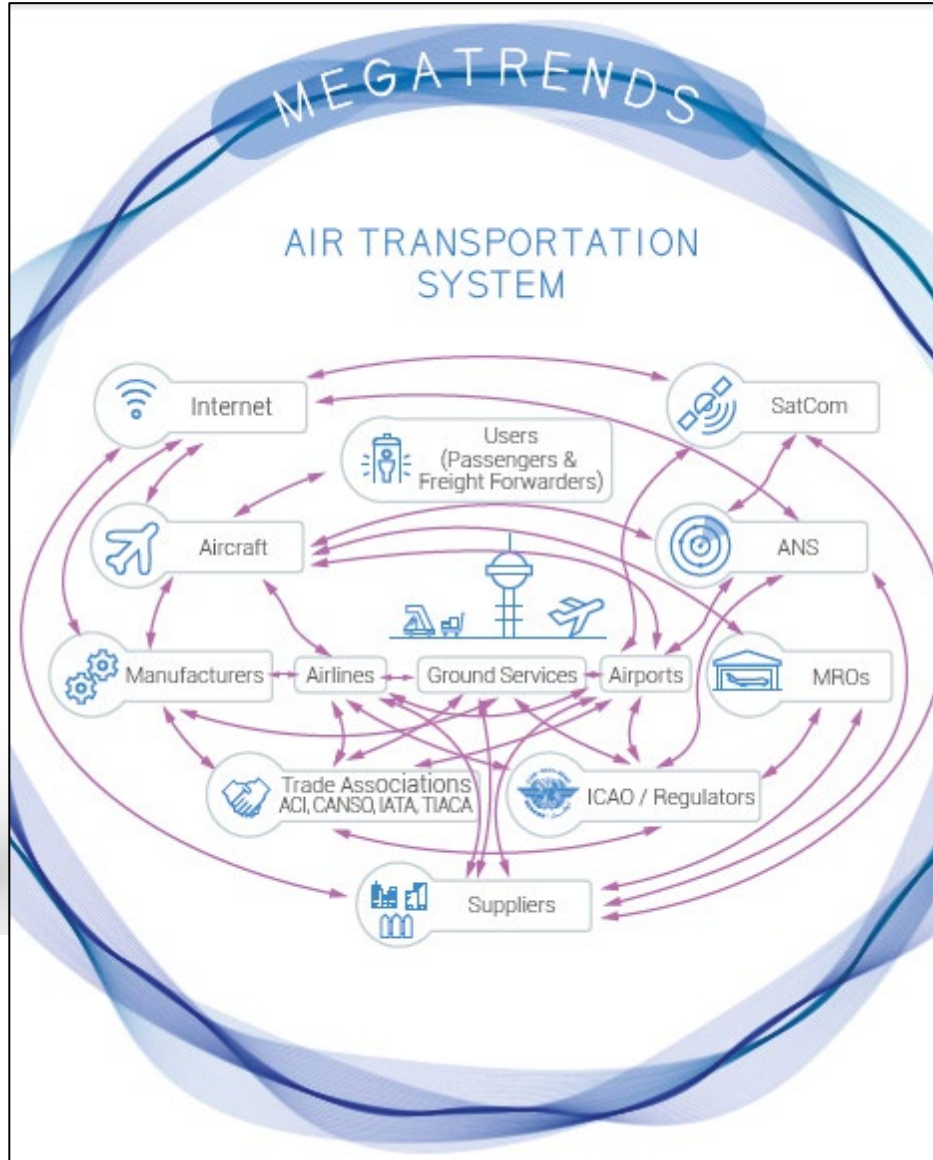 MEGATRENDS
AIR TRANSPORTATION
SYSTEM
Internet
SatCom
Users
(Passengers &
Freight Forwarders)
Aircraft
ANS
Manufacturers
Airlines
Ground Services
Airports
MROs
Trade Associations
ACI, CANSO, IATA, TIACA
ICAO / Regulators
Suppliers